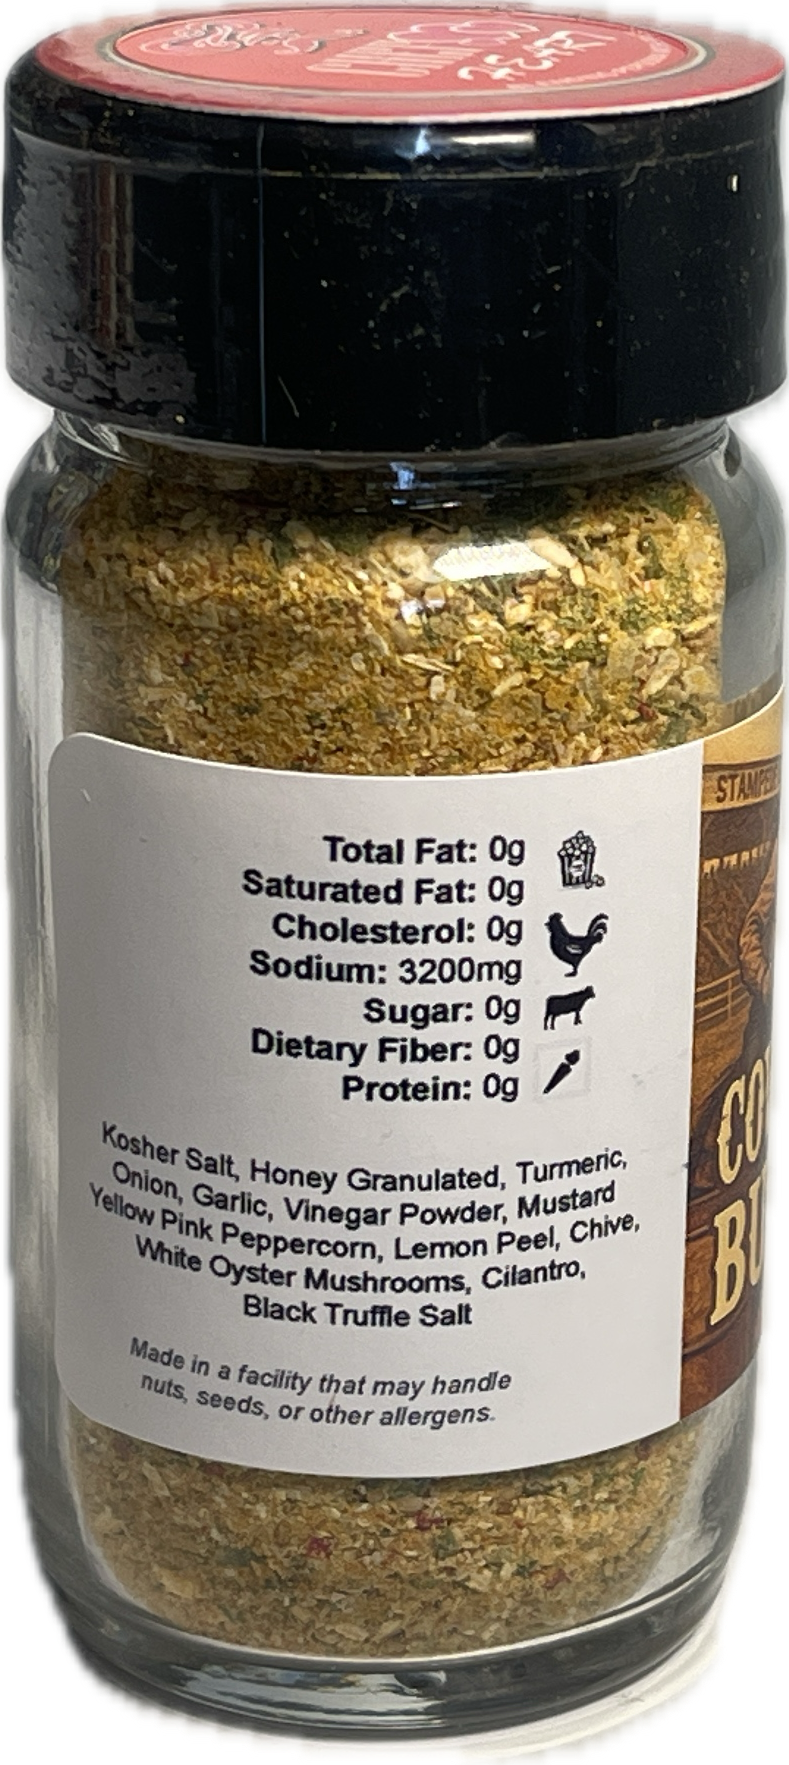 Total Fat: 0g
Saturated Fat: 0g
Cholesterol: 0g
Sodium: 3200mg
Sugar: 0g
Dietary Fiber: 0g
Protein: 0g
Kosher Salt, Honey Granulated, Turmeric,
Onion, Garlic, Vinegar Powder, Mustard
Yellow Pink Peppercorn, Lemon Peel, Chive,
White Oyster Mushrooms, Cilantro,
Black Truffle Salt
Made in a facility that may handle
nuts, seeds, or other allergens.
CO
BU